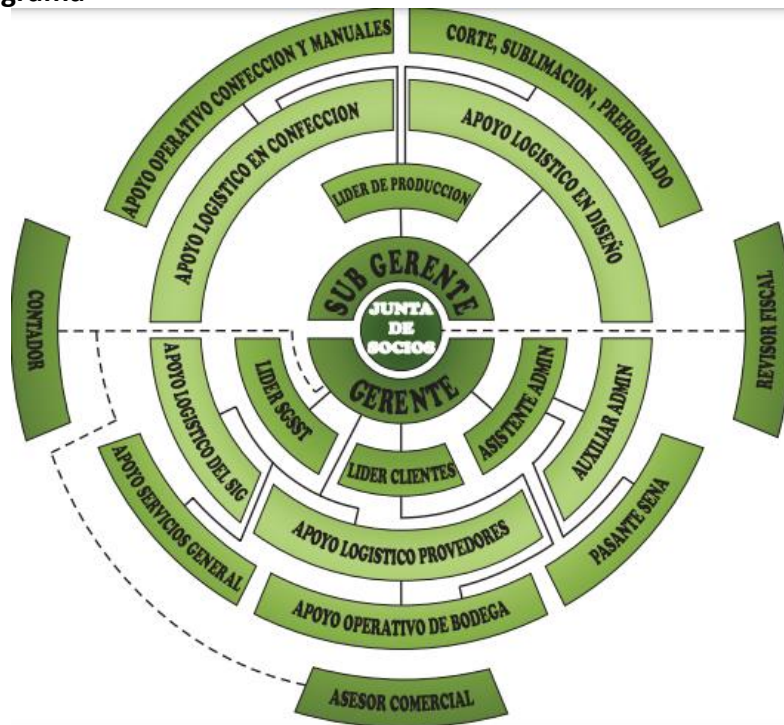 grama
APOYO OPERATIVO CONFECCION Y MANUALES
CORTE, SUBLIMACION , PREHORMADO
APOYO LOGISTICO EN CONFECCION
APOYO LOGISTICO EN DISEÑO
LIDER DE PRODUCCION
SUB GERENTE
JUNTA
DE
SOCIOS
GERENTE
CONTADOR
REVISOR FISCAL
APOYO LOGISTICO DEL SIG
LIDER SGSST
LIDER CLIENTES
ASISTENTE ADMIN
AUXILIAR ADMIN
APOYO SERVICIOS GENERAL
APOYO LOGISTICO PROVEDORES
PASANTE SENA
APOYO OPERATIVO DE BODEGA
ASESOR COMERCIAL